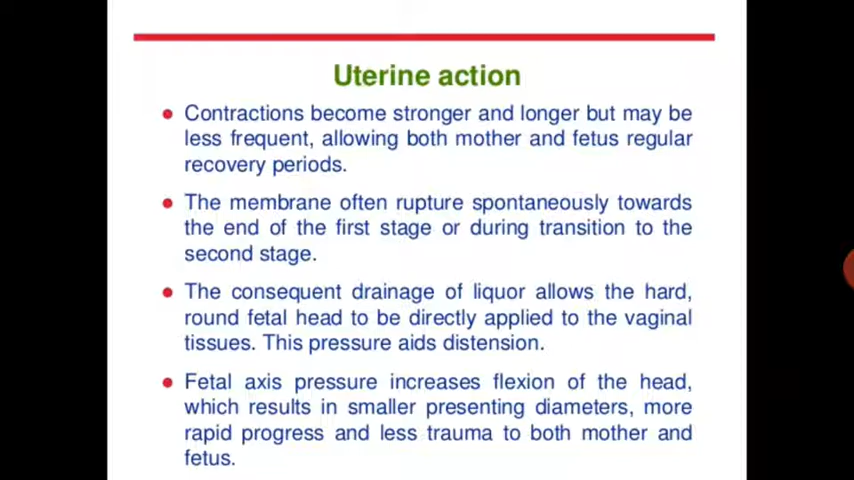 Uterine action
Contractions become stronger and longer but may be
less frequent, allowing both mother and fetus regular
recovery periods.
The membrane often rupture spontaneously towards
the end of the first stage or during transition to the
second stage.
The consequent drainage of liquor allows the hard,
round fetal head to be directly applied to the vaginal
tissues. This pressure aids distension.
Fetal axis pressure increases flexion of the head,
which results in smaller presenting diameters, more
rapid progress and less trauma to both mother and
fetus.